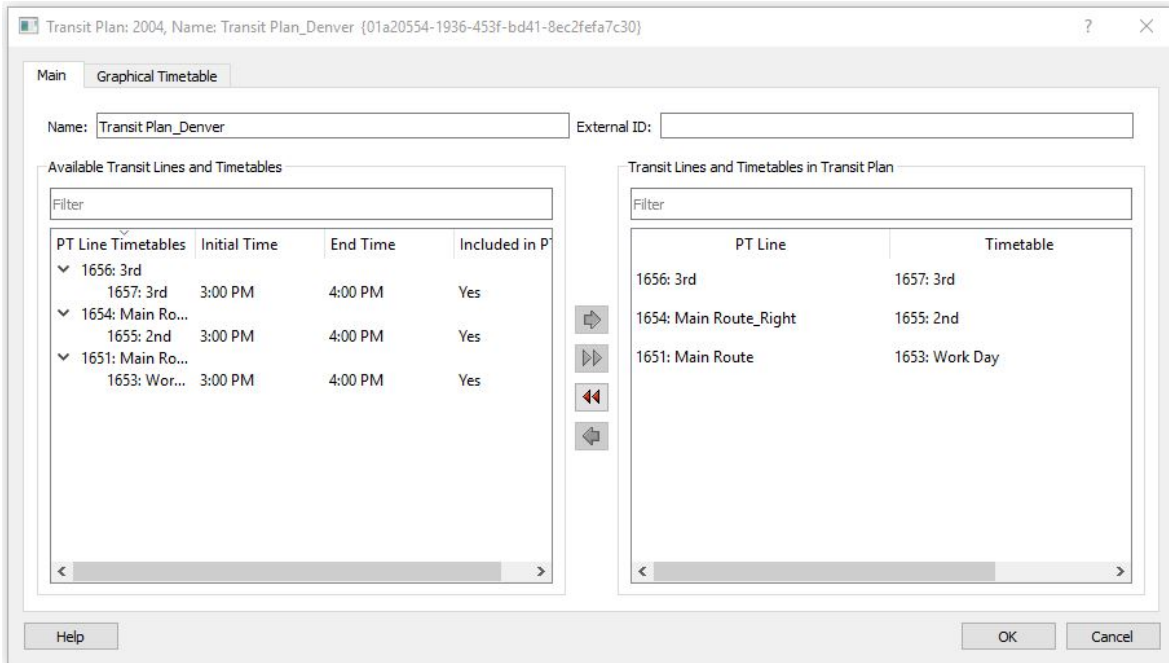 Transit Plan: 2004, Name: Transit Plan_Denver {01a20554-1936-453f-bd41-8ec2fefa7c30}
?
Main Graphical Timetable
Name: Transit Plan_Denver External ID:
Available Transit Lines and Timetables
Filter
PT Line Timetables Initial Time End Time Included in P
1656: 3rd
1657: 3rd 3:00 PM 4:00 PM Yes
1654: Main Ro...
1655: 2nd 3:00 PM 4:00 PM Yes
1651: Main Ro...
1653: Wor... 3:00 PM 4:00 PM Yes
Transit Lines and Timetables in Transit Plan
Filter
PT Line Timetable
1656: 3rd 1657: 3rd
1654: Main Route_Right 1655: 2nd
1651: Main Route 1653: Work Day
Help OK Cancel